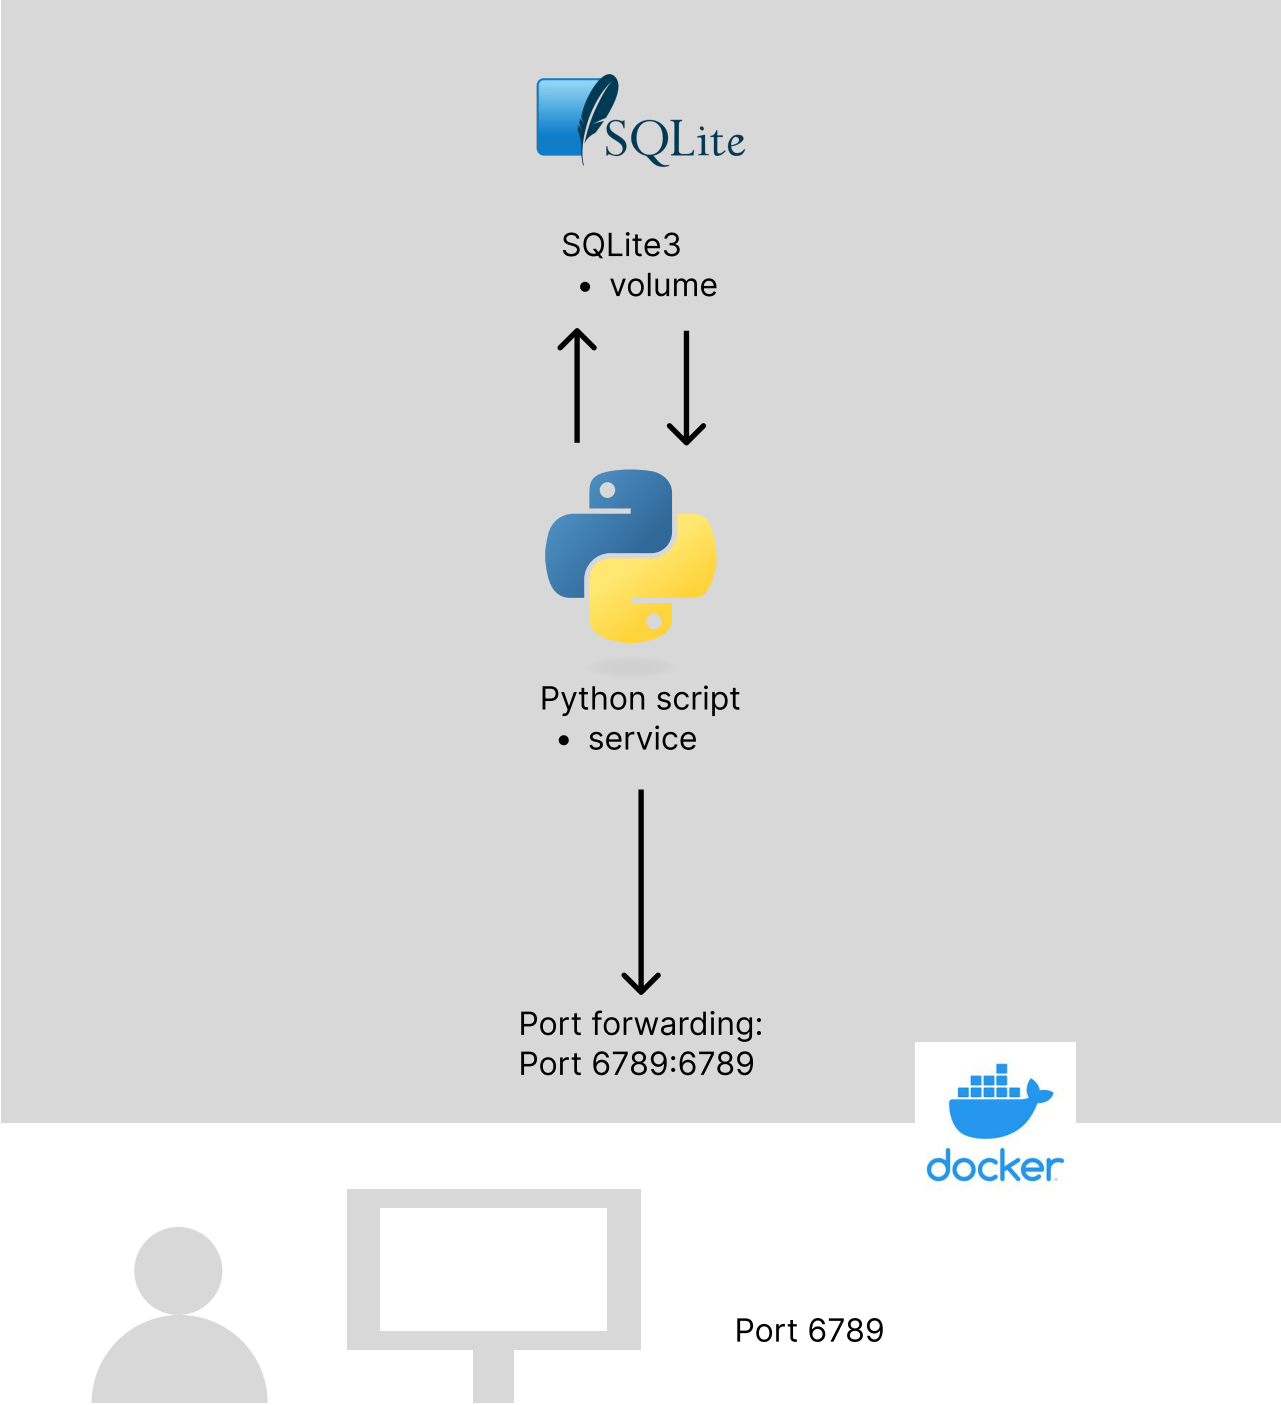 SQLite
SQLite3
• volume
Python script
• service
Port forwarding:
Port 6789:6789
docker
Port 6789